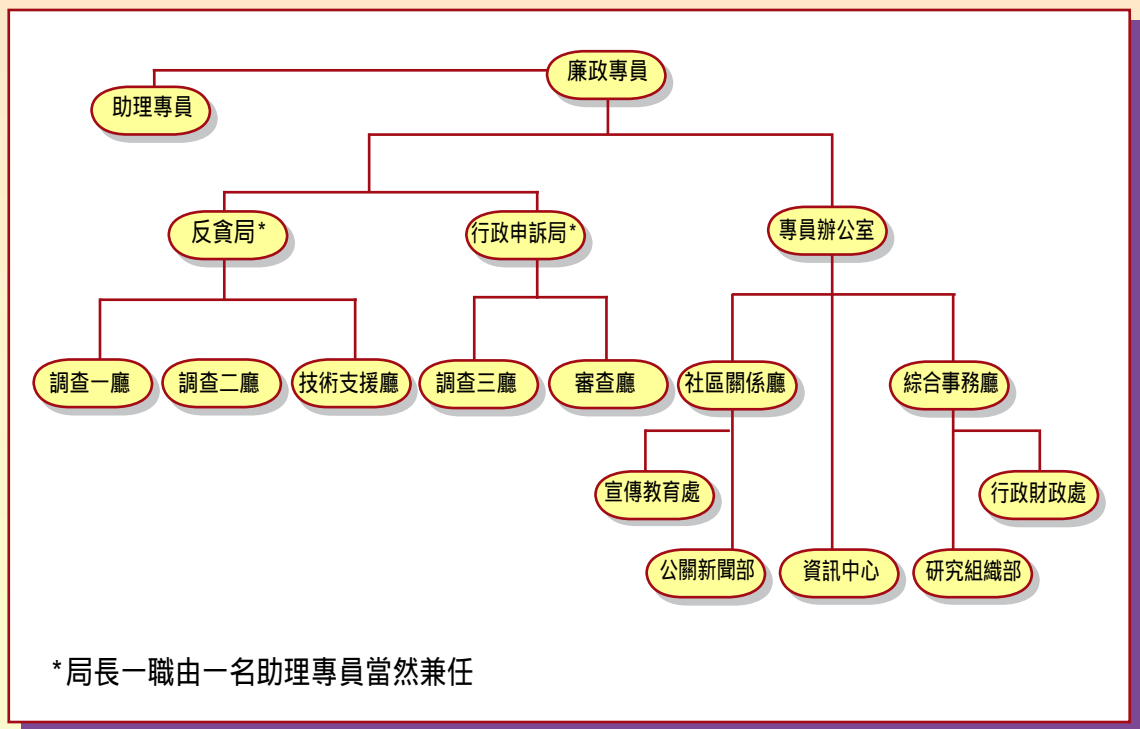 廉政專員
助理專員
反貪局*
行政申訴局*
專員辦公室
調查一廳
調查二廳
技術支援廳
調查三廳
審查廳
社區關係廳
綜合事務廳
宣傳教育處
行政財政處
公關新聞部
資訊中心
研究組織部
*局長一職由一名助理專員當然兼任